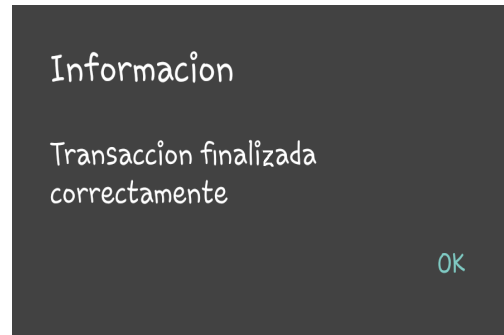 Informacion
Transaccion finalizada
correctamente
OK